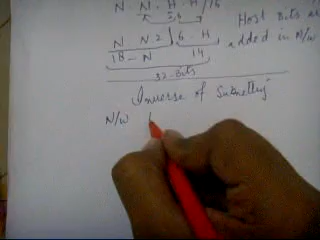 N N . H . H /16
Host Bits are
added in N/w
N N 2 6 . H
18 - N 14
32-Bits
Inverse of Subnetting
N/w